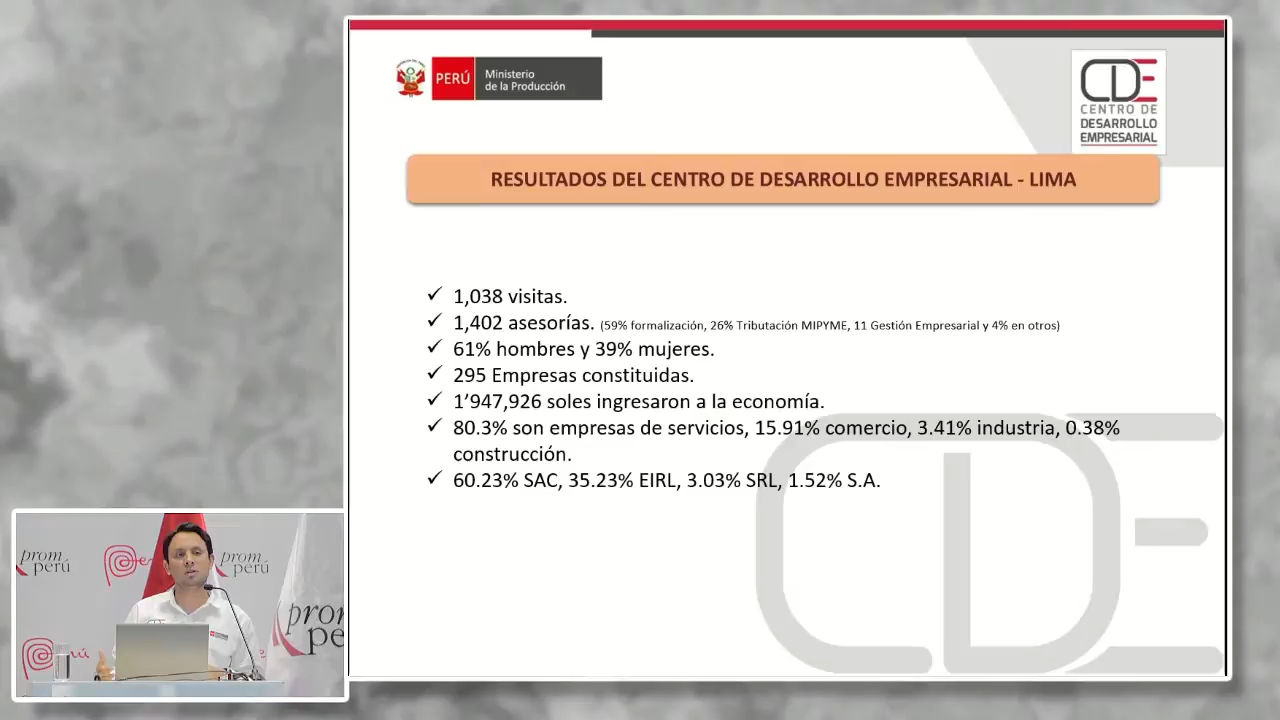 PERÚ
Ministerio
de la Producción
CDE
CENTRO DE
DESARROLLO
EMPRESARIAL
RESULTADOS DEL CENTRO DE DESARROLLO EMPRESARIAL - LIMA
✓ 1,038 visitas.
✓ 1,402 asesorías. (59% formalización, 26% Tributación MIPYME, 11 Gestión Empresarial y 4% en otros)
✓ 61% hombres y 39% mujeres.
✓ 295 Empresas constituidas.
✓ 1’947,926 soles ingresaron a la economía.
✓ 80.3% son empresas de servicios, 15.91% comercio, 3.41% industria, 0.38%
construcción.
✓ 60.23% SAC, 35.23% EIRL, 3.03% SRL, 1.52% S.A.
CDE
prom
perú
prom
perú